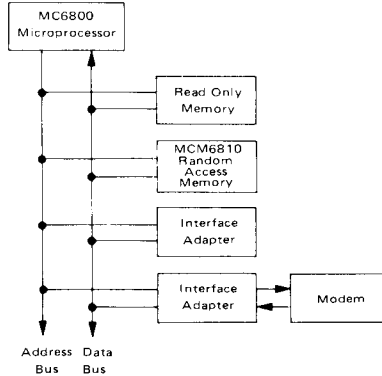 MC6800
Microprocessor
Read Only
Memory
MCM6810
Random
Access
Memory
Interface
Adapter
Interface
Adapter
Modem
Address Data
Bus Bus